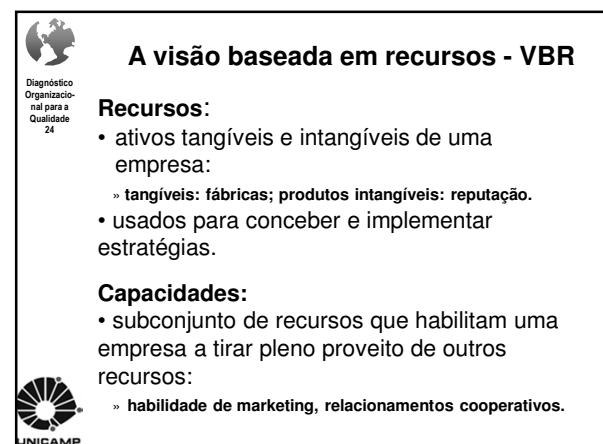 A visão baseada em recursos - VBR
Diagnóstico
Organizacio-
nal para a
Qualidade
24
Recursos:
• ativos tangíveis e intangíveis de uma
empresa:
» tangíveis: fábricas; produtos intangíveis: reputação.
• usados para conceber e implementar
estratégias.
Capacidades:
• subconjunto de recursos que habilitam uma
empresa a tirar pleno proveito de outros
recursos:
» habilidade de marketing, relacionamentos cooperativos.
UNICAMP